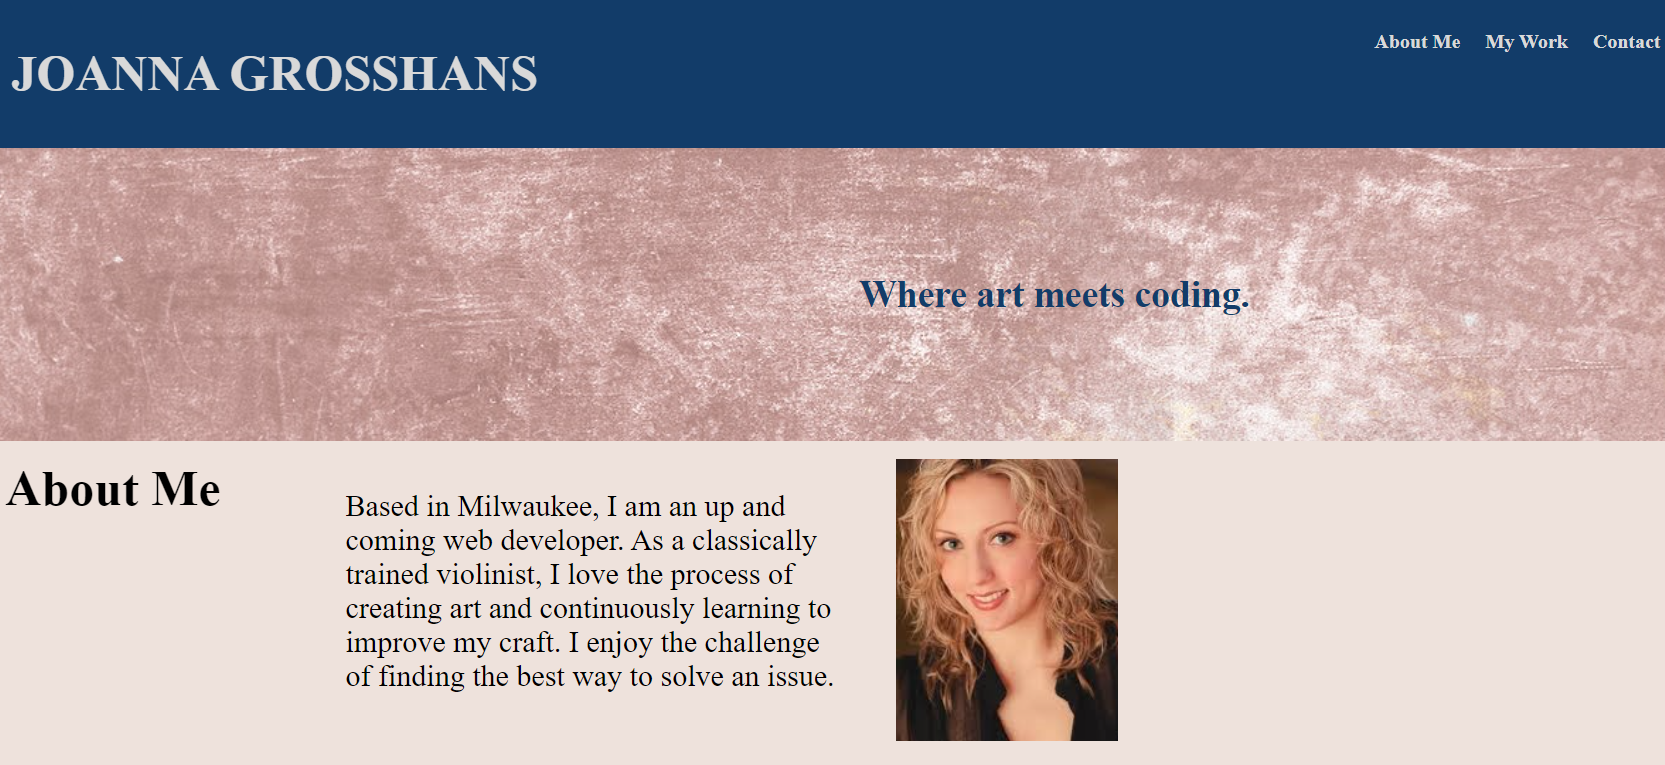 JOANNA GROSSHANS
About Me My Work Contact
Where art meets coding.
About Me
Based in Milwaukee, I am an up and
coming web developer. As a classically
trained violinist, I love the process of
creating art and continuously learning to
improve my craft. I enjoy the challenge
of finding the best way to solve an issue.